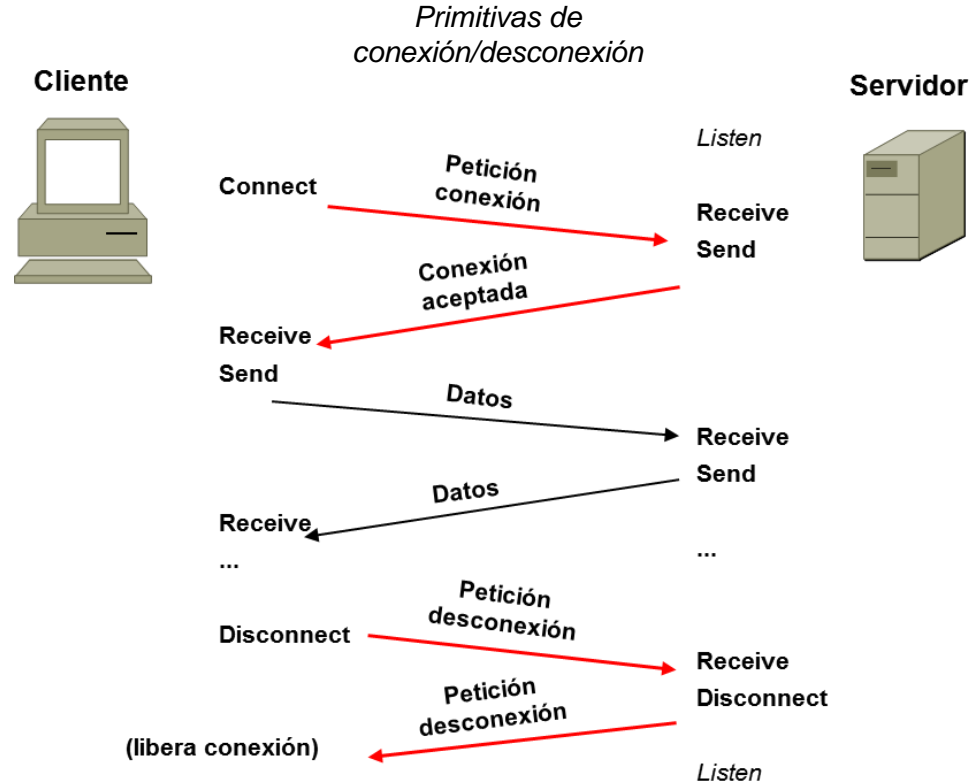 Primitivas de
conexión/desconexión
Cliente
Servidor
Listen
Connect
Petición
conexión
Receive
Send
Conexión
aceptada
Receive
Send
Datos
Receive
Send
Datos
Receive
...
...
Petición
desconexión
Disconnect
Receive
Disconnect
Petición
desconexión
(libera conexión)
Listen